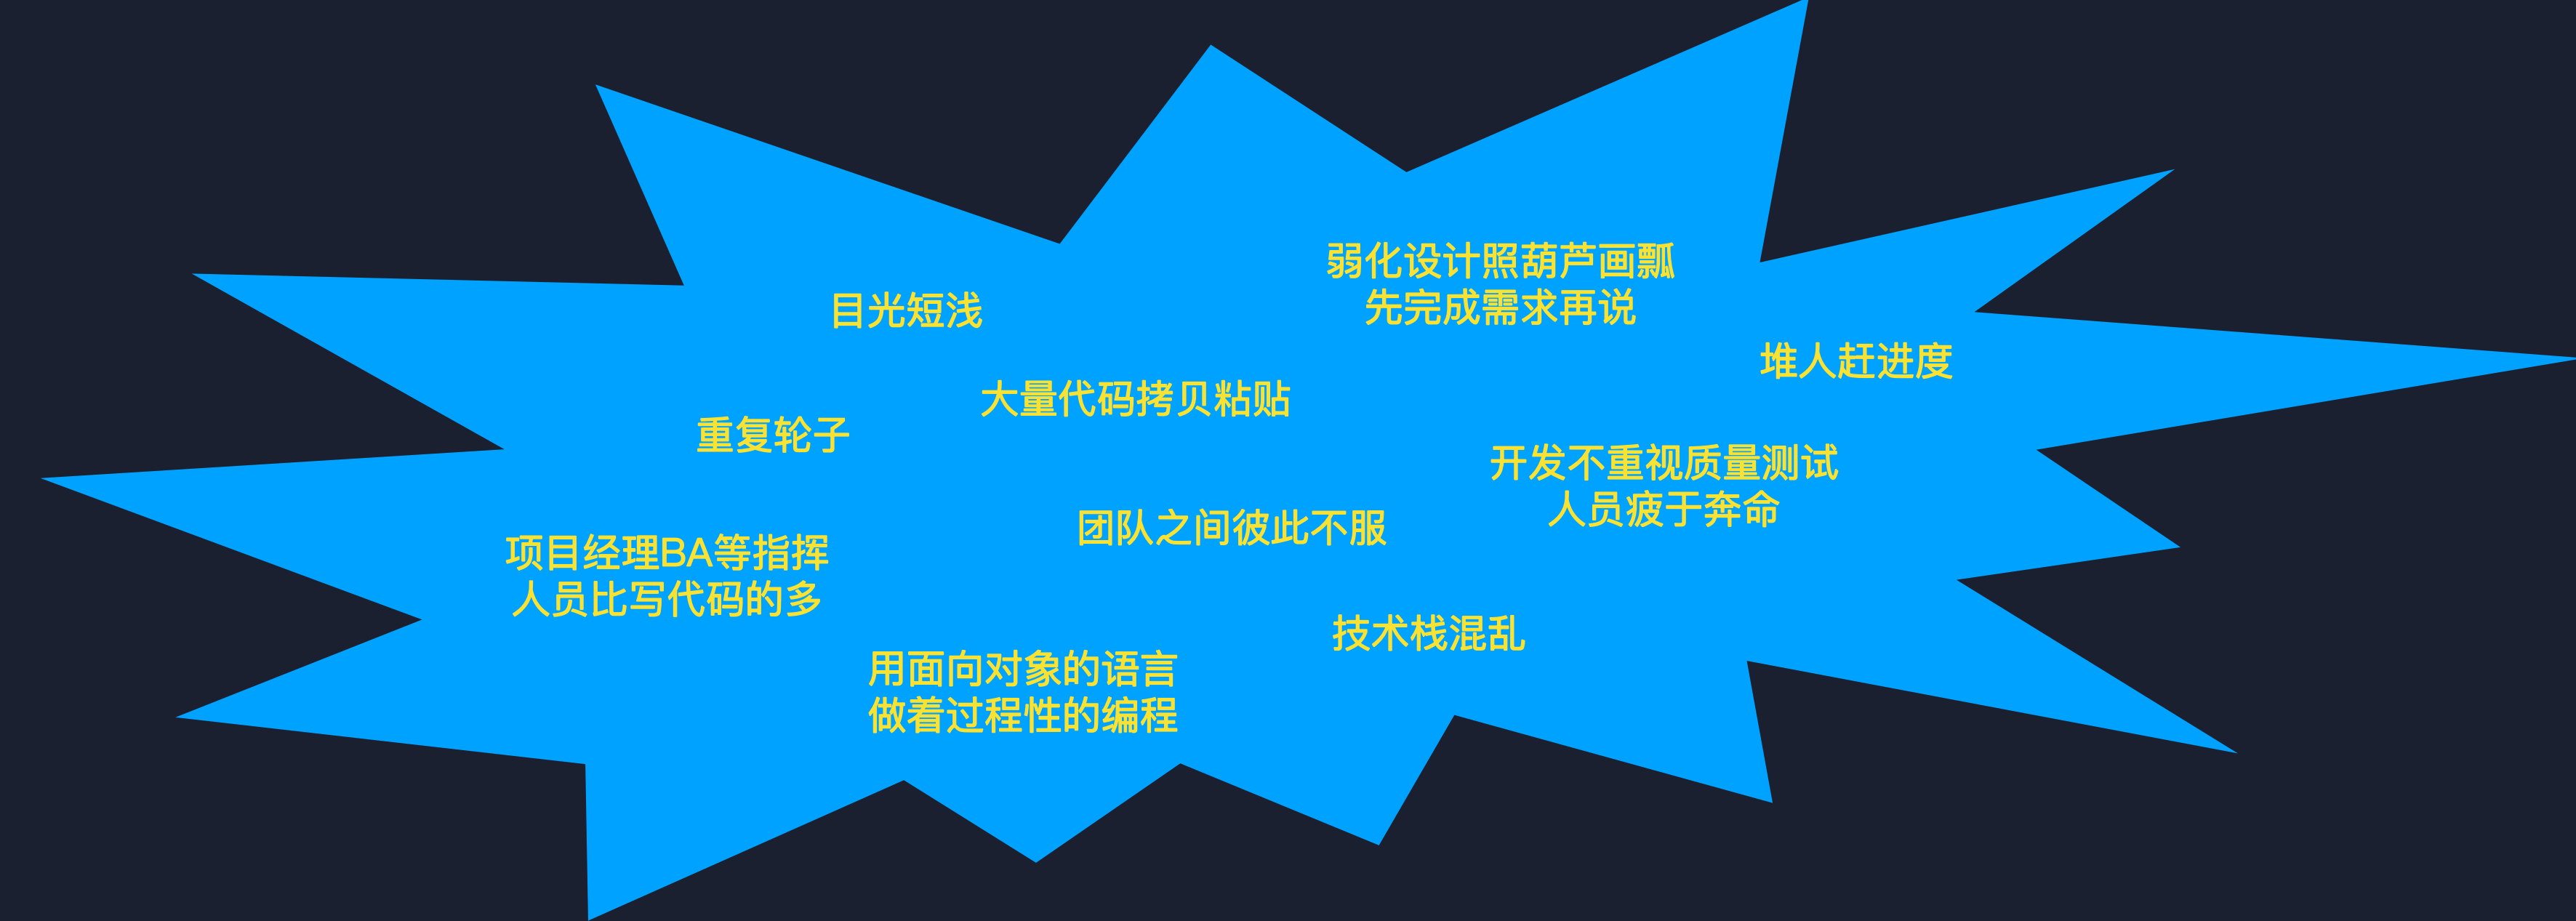 弱化设计照葫芦画瓢
先完成需求再说
目光短浅
堆人赶进度
大量代码拷贝粘贴
重复轮子
开发不重视质量测试
人员疲于奔命
团队之间彼此不服
项目经理BA等指挥
人员比写代码的多
技术栈混乱
用面向对象的语言
做着过程性的编程